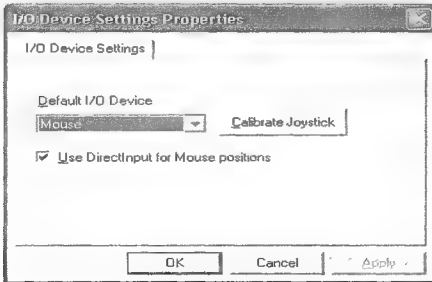 I/O Device Settings Properties
I/O Device Settings
Default I/O Device
Mouse
Calibrate Joystick
Use DirectInput for Mouse positions
OK
Cancel
Apply